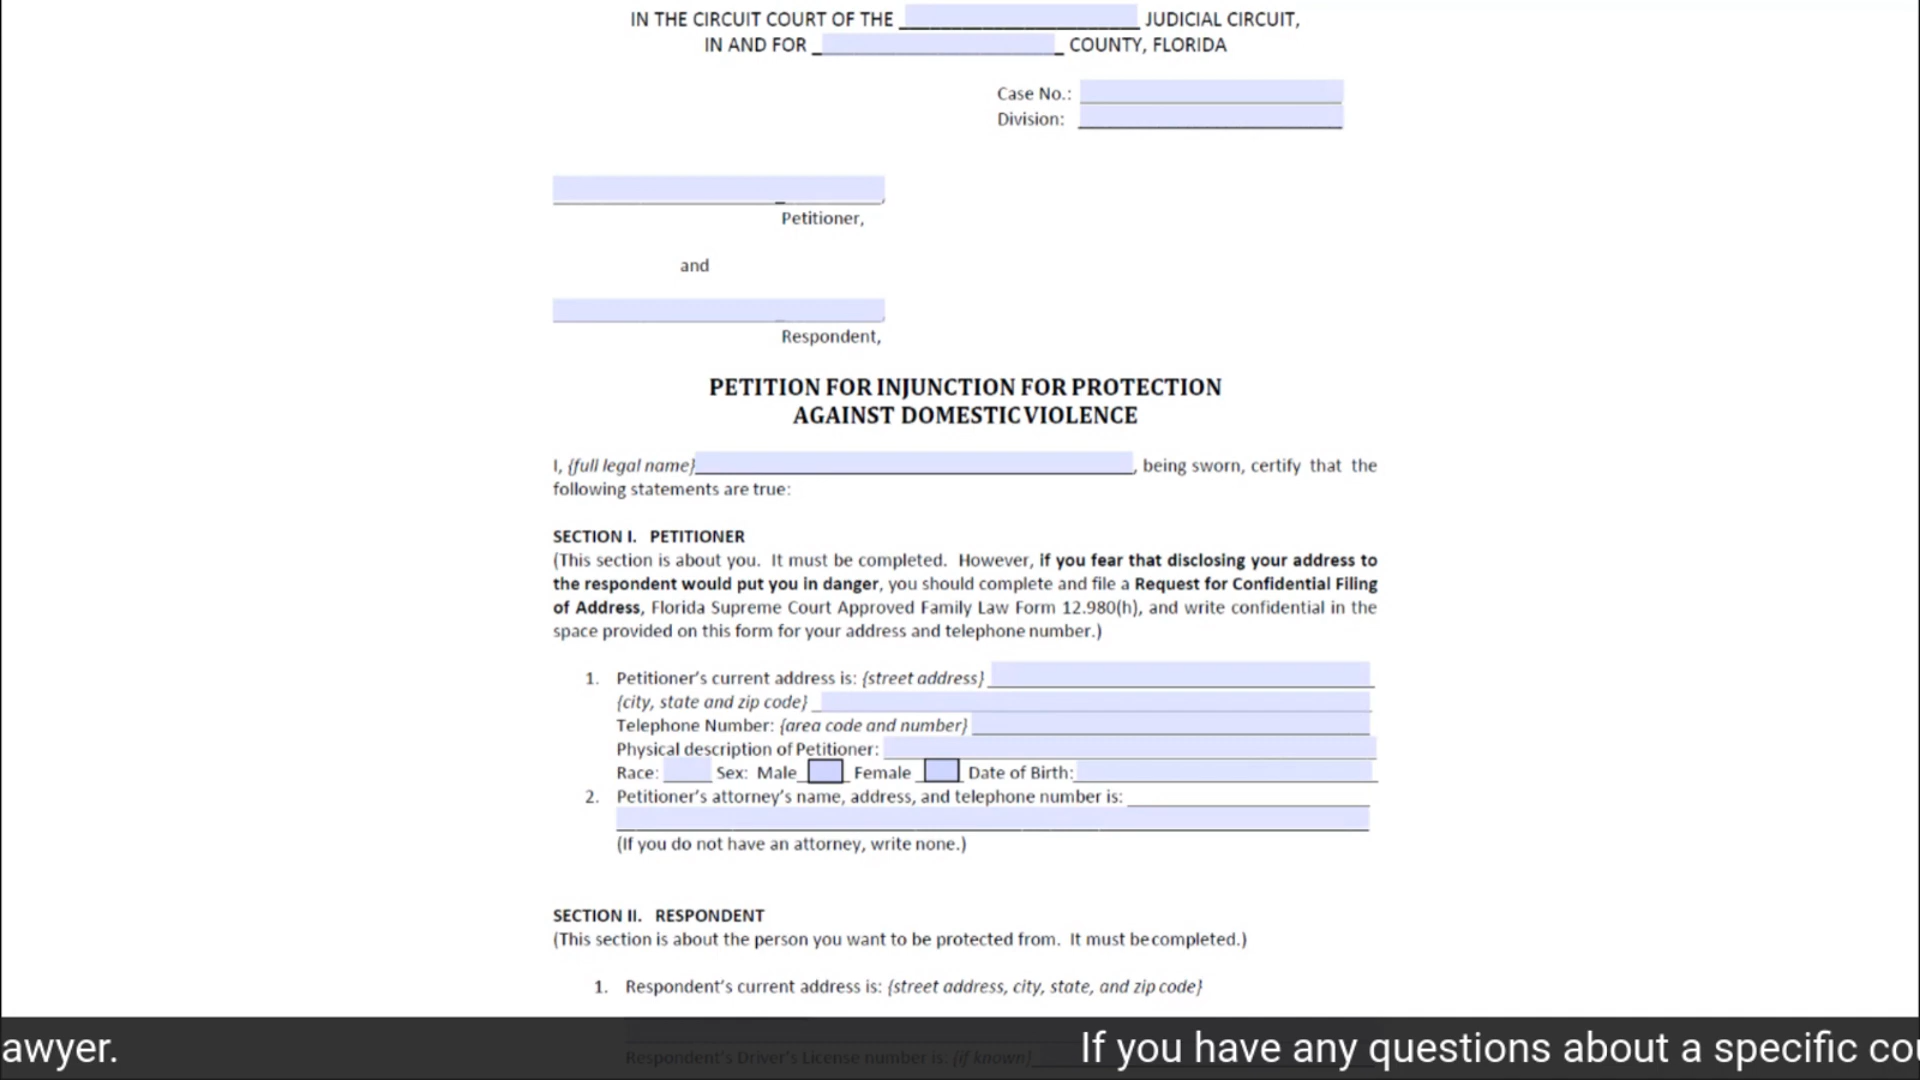 IN THE CIRCUIT COURT OF THE JUDICIAL CIRCUIT,
IN AND FOR COUNTY, FLORIDA
Case No.:
Division:
Petitioner,
and
Respondent,
PETITION FOR INJUNCTION FOR PROTECTION
AGAINST DOMESTIC VIOLENCE
I, {full legal name} , being sworn, certify that the
following statements are true:
SECTION I. PETITIONER
(This section is about you. It must be completed. However, if you fear that disclosing your address to
the respondent would put you in danger, you should complete and file a Request for Confidential Filing
of Address, Florida Supreme Court Approved Family Law Form 12.980(h), and write confidential in the
space provided on this form for your address and telephone number.)
1. Petitioner's current address is: {street address}
{city, state and zip code}
Telephone Number: {area code and number}
Physical description of Petitioner:
Race: Sex: Male Female Date of Birth:
2. Petitioner's attorney's name, address, and telephone number is:
(If you do not have an attorney, write none.)
SECTION II. RESPONDENT
(This section is about the person you want to be protected from. It must be completed.)
1. Respondent's current address is: {street address, city, state, and zip code}
Respondent's Driver's License number is: {if known}
awyer. If you have any questions about a specific cou